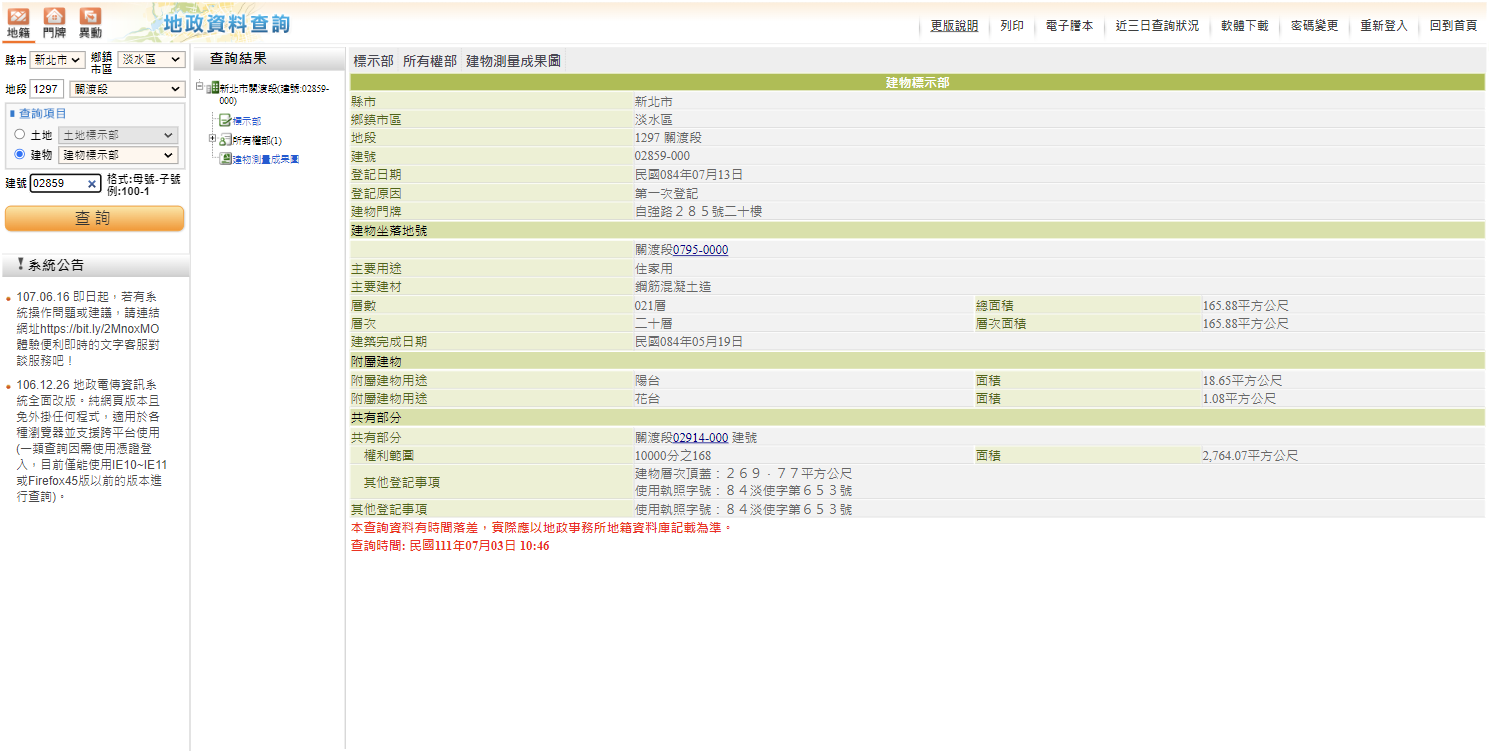 地籍 門牌 異動
地政資料查詢
更版說明 列印 電子謄本 近三日查詢狀況 軟體下載 密碼變更 重新登入 回到首頁
縣市 新北市 鄉鎮市區 淡水區
地段 1297 關渡段
查詢項目
土地 土地標示部
建物 建物標示部
建號 02859 格式:母號-子號
例:100-1
查詢
系統公告
107.06.16 即日起，若有系
統操作問題或建議，請連結
網址https://bit.ly/2MnoxMO
體驗便利即時的文字客服對
談服務吧！
106.12.26 地政電傳資訊系
統全面改版。純網頁版本且
免外掛任何程式，適用於各
種瀏覽器並支援跨平台使用
(一類查詢因需使用憑證登
入，目前僅能使用IE10~IE11
或Firefox45版以前的版本進
行查詢)。
查詢結果
新北市關渡段(建號:02859-
000)
標示部
所有權部(1)
建物測量成果圖
標示部 所有權部 建物測量成果圖
建物標示部
縣市 新北市
鄉鎮市區 淡水區
地段 1297 關渡段
建號 02859-000
登記日期 民國084年07月13日
登記原因 第一次登記
建物門牌 自強路２８５號二十樓
建物坐落地號
關渡段0795-0000
主要用途 住家用
主要建材 鋼筋混凝土造
層數 021層 總面積 165.88平方公尺
層次 二十層 層次面積 165.88平方公尺
建築完成日期 民國084年05月19日
附屬建物
附屬建物用途 陽台 面積 18.65平方公尺
附屬建物用途 花台 面積 1.08平方公尺
共有部分
共有部分 關渡段02914-000 建號
權利範圍 10000分之168 面積 2,764.07平方公尺
其他登記事項 建物層次頂蓋：２６９．７７平方公尺
使用執照字號：８４淡使字第６５３號
其他登記事項 使用執照字號：８４淡使字第６５３號
本查詢資料有時間落差，實際應以地政事務所地籍資料庫記載為準。
查詢時間: 民國111年07月03日 10:46